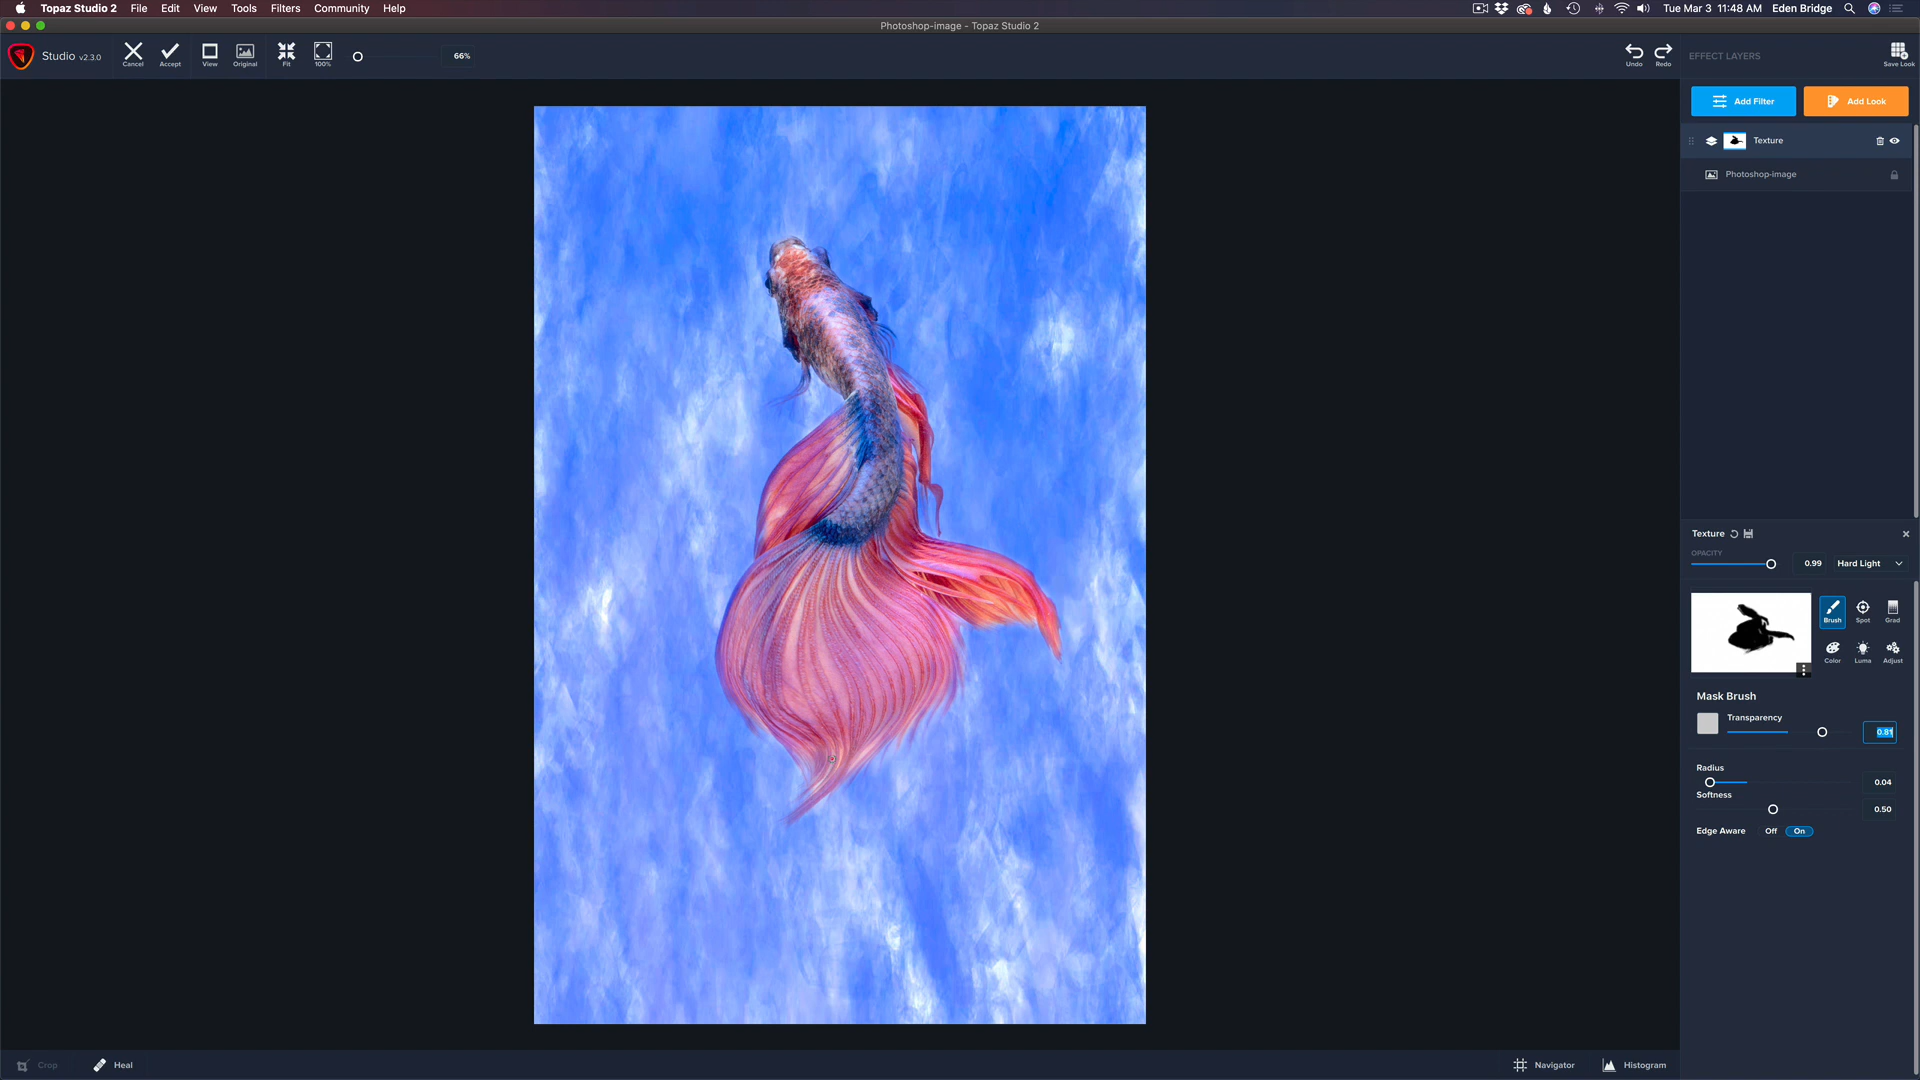 Topaz Studio 2 File Edit View Tools Filters Community Help
Tue Mar 3 11:48 AM Eden Bridge
Photoshop-image - Topaz Studio 2
Studio v2.3.0
Cancel Accept View Original Fit 100% 66% Undo Redo
EFFECT LAYERS
Save Look
Add Filter Add Look
Texture
Photoshop-image
Texture
OPACITY
0.99 Hard Light
Brush Spot Grad
Color Luma Adjust
Mask Brush
Transparency
0.81
Radius
0.04
Softness
0.50
Edge Aware Off On
Crop Heal Navigator Histogram